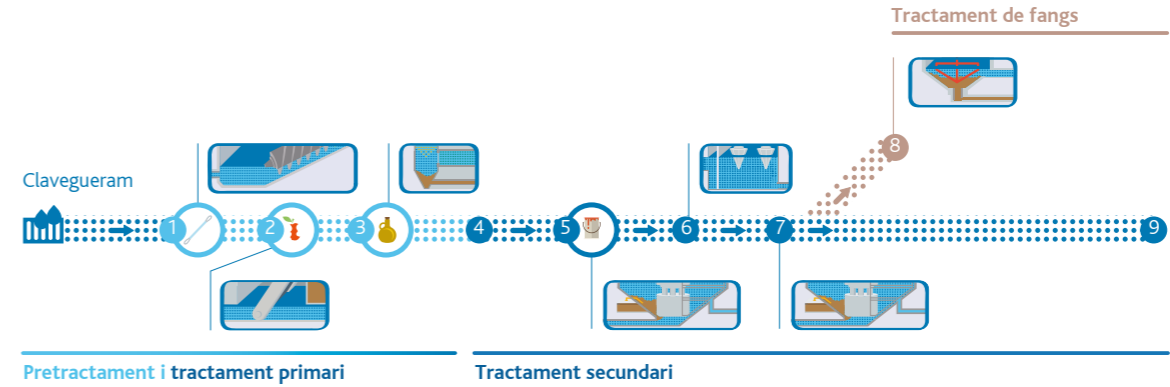 Tractament de fangs
8
Clavegueram
1
2
3
4
5
6
7
9
Pretractament i tractament primari
Tractament secundari